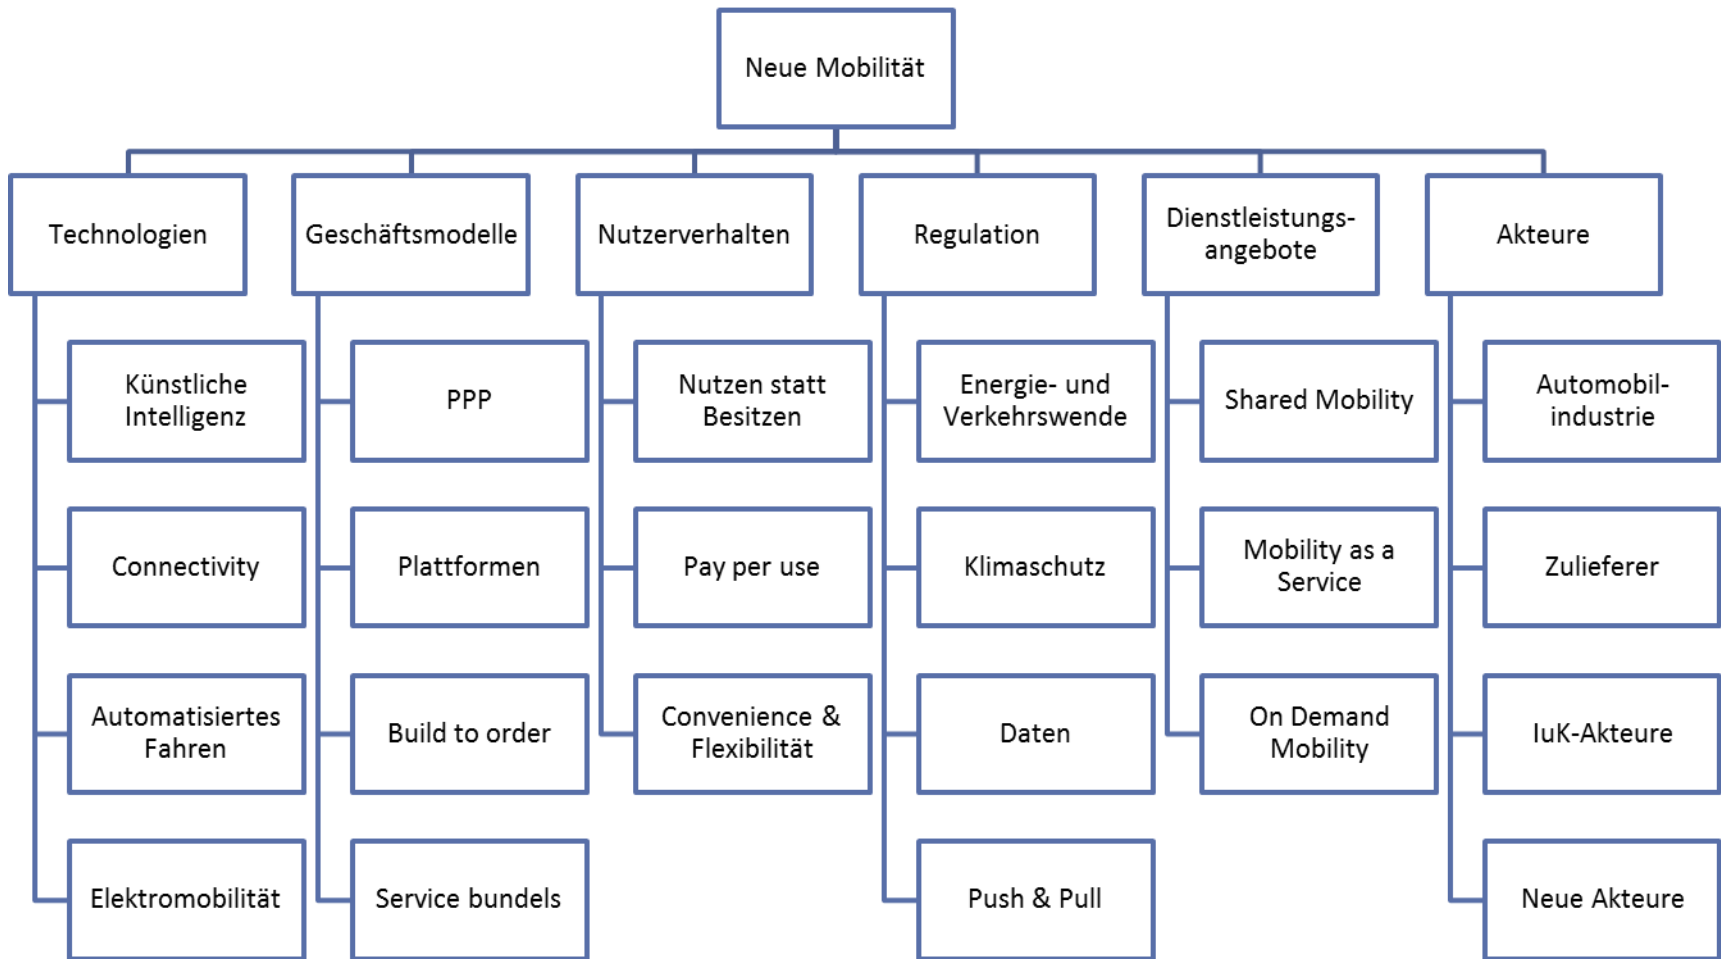 Neue Mobilität
Technologien
Geschäftsmodelle
Nutzerverhalten
Regulation
Dienstleistungs-
angebote
Akteure
Künstliche
Intelligenz
PPP
Nutzen statt
Besitzen
Energie- und
Verkehrswende
Shared Mobility
Automobil-
industrie
Connectivity
Plattformen
Pay per use
Klimaschutz
Mobility as a
Service
Zulieferer
Automatisiertes
Fahren
Build to order
Convenience &
Flexibilität
Daten
On Demand
Mobility
IuK-Akteure
Elektromobilität
Service bundels
Push & Pull
Neue Akteure